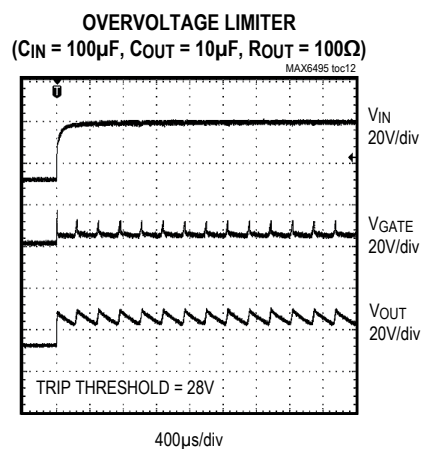 OVERVOLTAGE LIMITER
(CIN = 100µF, COUT = 10µF, ROUT = 100Ω)
MAX6495 toc12
T
VIN
20V/div
VGATE
20V/div
VOUT
20V/div
TRIP THRESHOLD = 28V
400µs/div